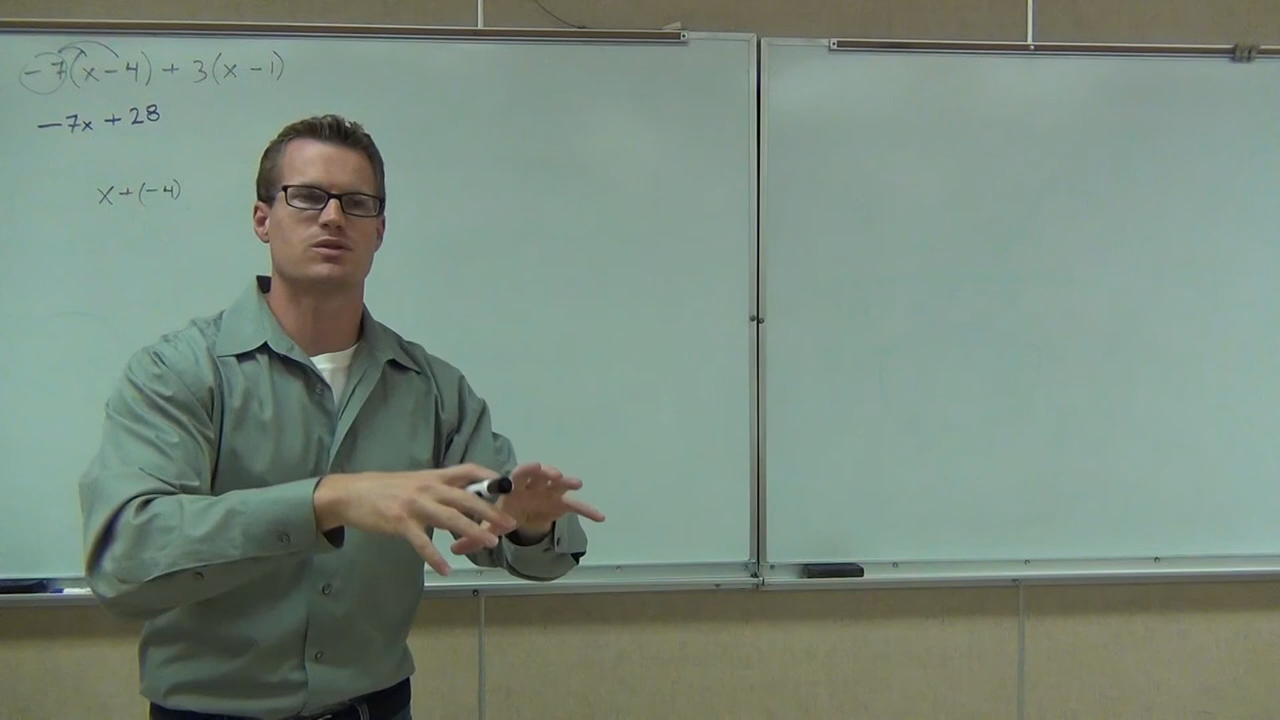 -7(x-4) + 3(x-1)
-7x + 28
x+(-4)